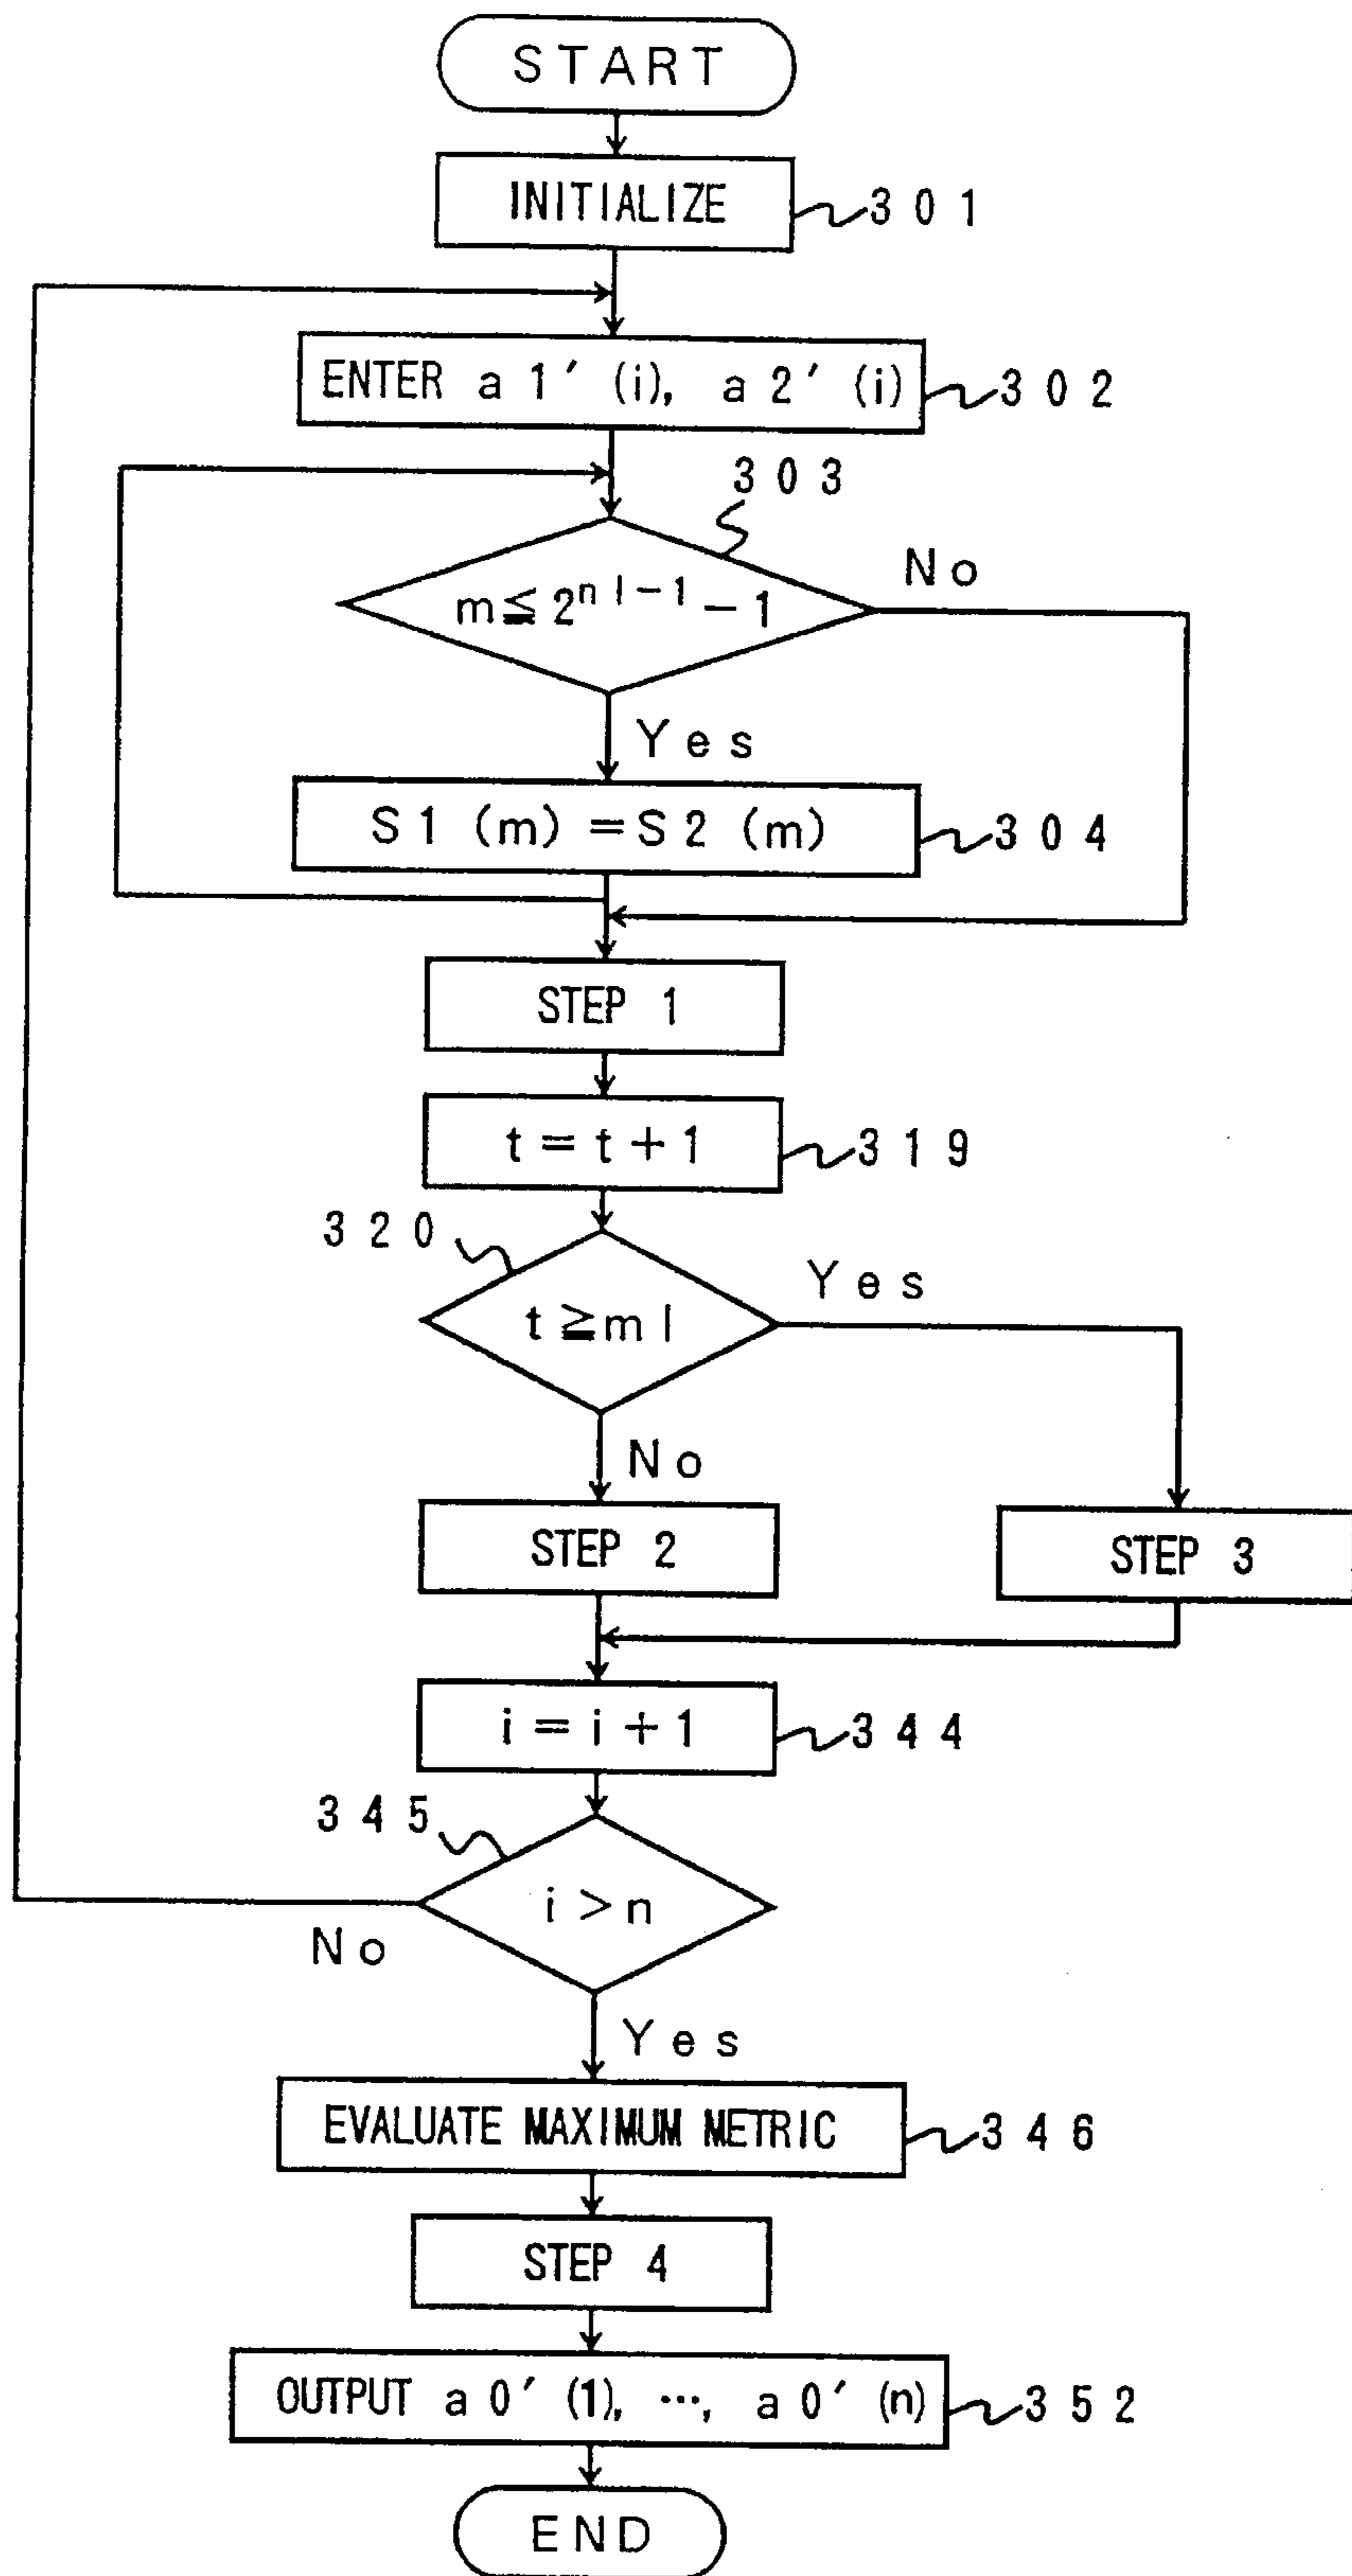 START
INITIALIZE
301
ENTER a1′(i), a2′(i)
302
303
m≦2^{nl-1}-1
No
Yes
S1(m)=S2(m)
304
STEP 1
t=t+1
319
320
t≧ml
Yes
No
STEP 2
STEP 3
i=i+1
344
345
i>n
No
Yes
EVALUATE MAXIMUM METRIC
346
STEP 4
OUTPUT a0′(1), ···, a0′(n)
352
END